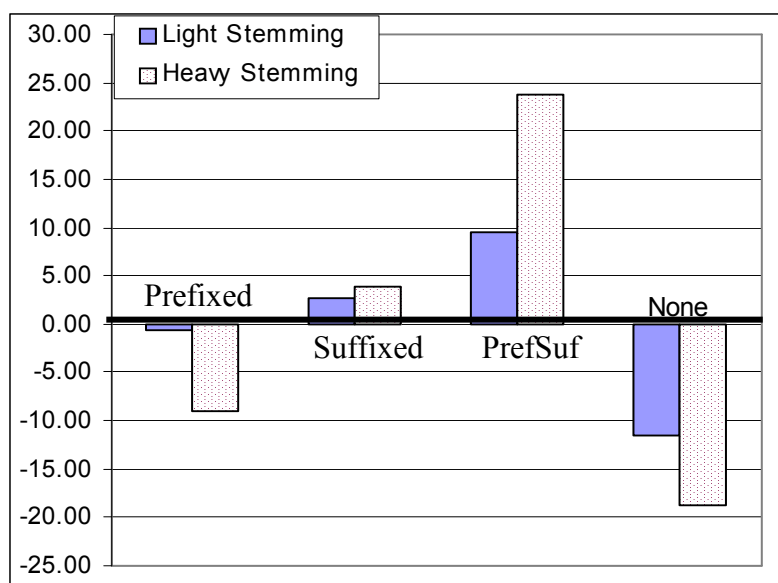 30.00
25.00
20.00
15.00
10.00
5.00
0.00
-5.00
-10.00
-15.00
-20.00
-25.00
Light Stemming
Heavy Stemming
Prefixed
Suffixed
PrefSuf
None